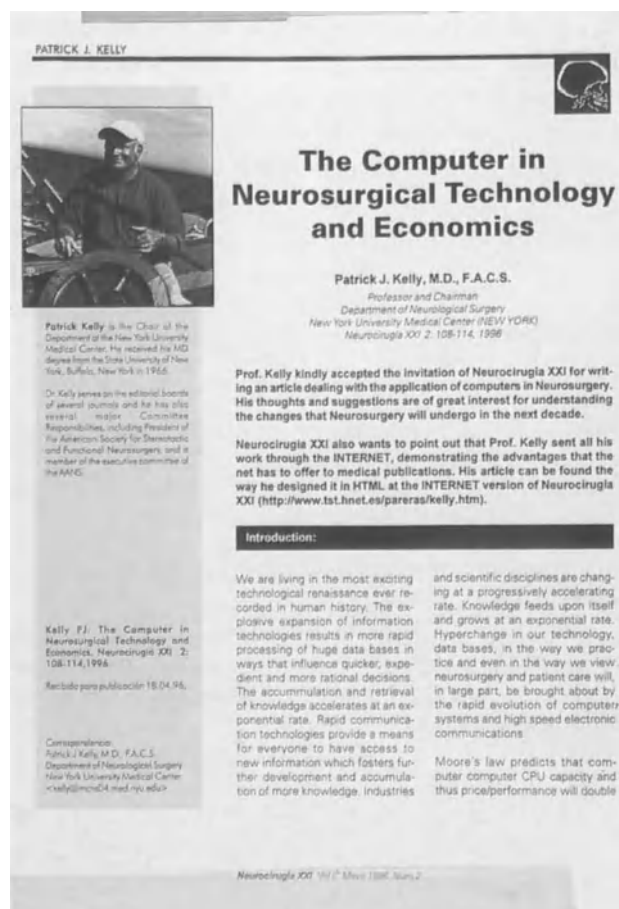 PATRICK J. KELLY
The Computer in
Neurosurgical Technology
and Economics
Patrick J. Kelly, M.D., F.A.C.S.
Professor and Chairman
Department of Neurological Surgery
New York University Medical Center (NEW YORK)
Neurocirugia XXI 2: 108-114, 1996
Patrick Kelly is the Chair of the
Department of the New York University
Medical Center. He received his MD
degree from the State University of New
York, Buffalo, New York in 1966.
Dr. Kelly serves on the editorial boards
of several journals and he has also
several major Committee
Responsibilities, including President of
the American Society for Stereotactic
and Functional Neurosurgery, and is
member of the executive committee of
the AANS.
Kelly PJ: The Computer in
Neurosurgical Technology and
Economics, Neurocirugia XXI 2:
108-114,1996
Recibido para publicación 18.04.96,
Correspondencia:
Patrick J Kelly, M.D., F.A.C.S.
Department of Neurological Surgery
New York University Medical Center
Prof. Kelly kindly accepted the invitation of Neurocirugia XXI for writ-
ing an article dealing with the application of computers in Neurosurgery.
His thoughts and suggestions are of great interest for understanding
the changes that Neurosurgery will undergo in the next decade.
Neurocirugia XXI also wants to point out that Prof. Kelly sent all his
work through the INTERNET, demonstrating the advantages that the
net has to offer to medical publications. His article can be found the
way he designed it in HTML at the INTERNET version of Neurocirugia
XXI (http://www.tst.hnet.es/pareras/kelly.htm).
Introduction:
We are living in the most exciting
technological renaissance ever re-
corded in human history. The ex-
plosive expansion of information
technologies results in more rapid
processing of huge data bases in
ways that influence quicker, expe-
dient and more rational decisions.
The accummulation and retrieval
of knowledge accelerates at an ex-
ponential rate. Rapid communica-
tion technologies provide a means
for everyone to have access to
new information which fosters fur-
ther development and accumula-
tion of more knowledge. Industries
and scientific disciplines are chang-
ing at a progressively accelerating
rate. Knowledge feeds upon itself
and grows at an exponential rate.
Hyperchange in our technology,
data bases, in the way we prac-
tice and even in the way we view
neurosurgery and patient care will,
in large part, be brought about by
the rapid evolution of computer
systems and high speed electronic
communications
Moore's law predicts that com-
puter computer CPU capacity and
thus price/performance will double
Neurocirugia XXI